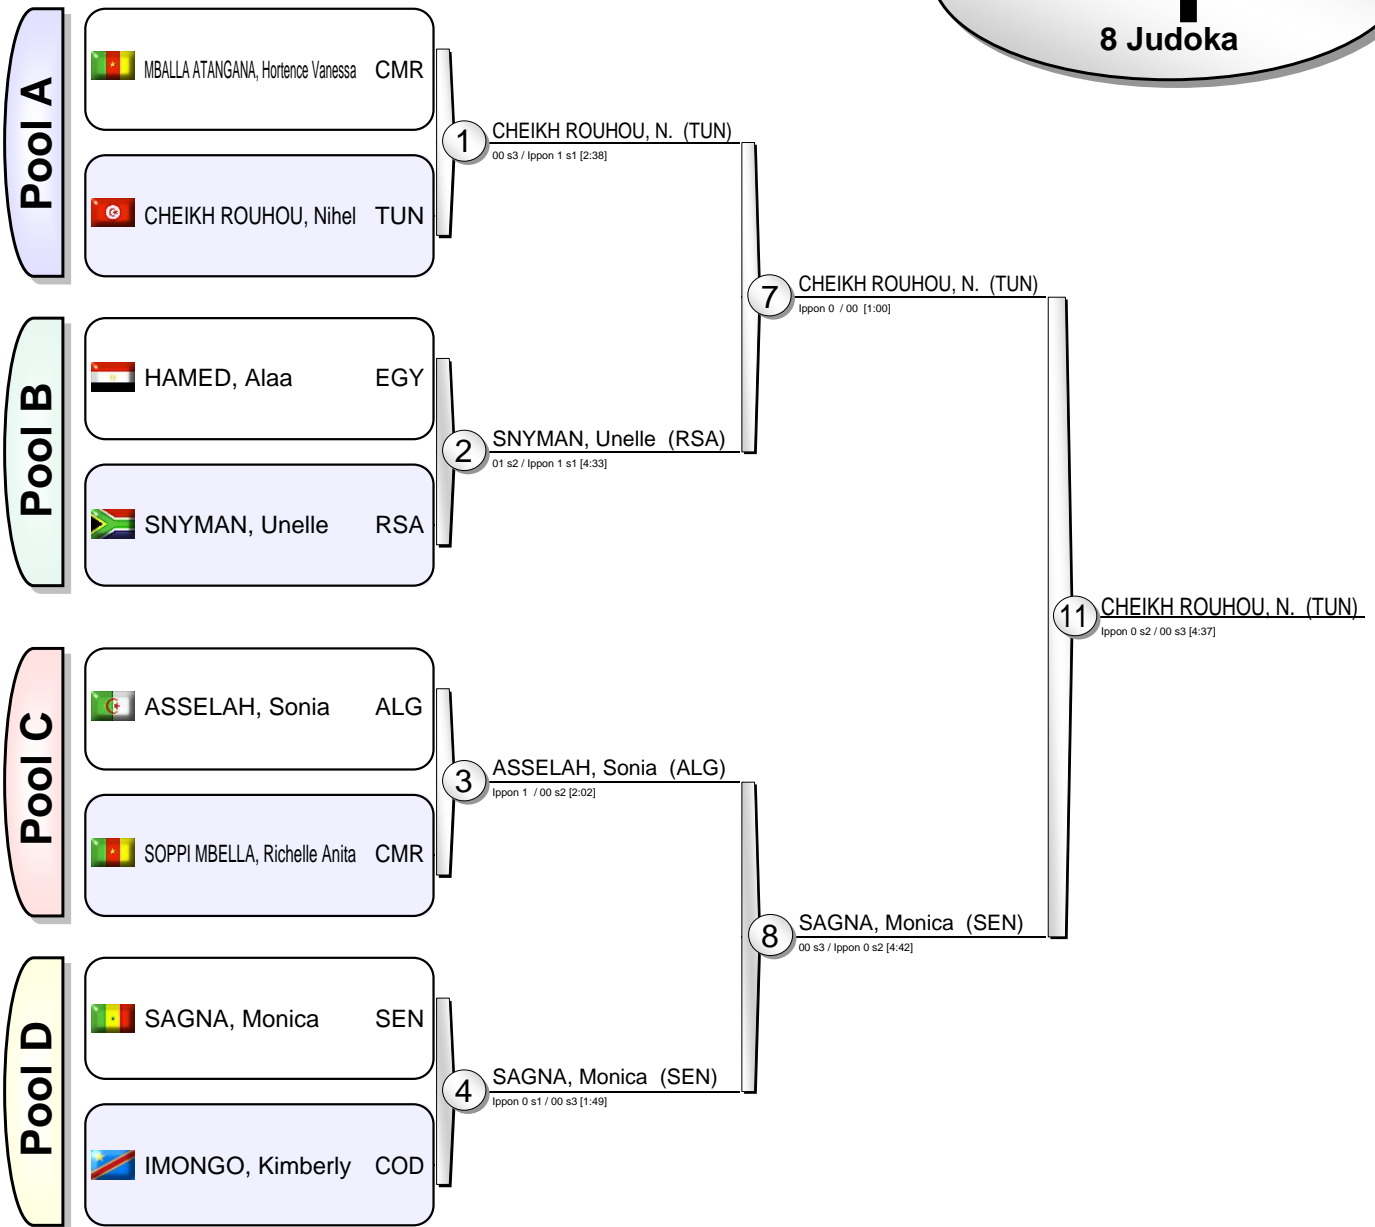 8 Judoka
Pool A
MBALLA ATANGANA, Hortence Vanessa CMR
CHEIKH ROUHOU, Nihel TUN
1
CHEIKH ROUHOU, N. (TUN)
00 s3 / Ippon 1 s1 [2:38]
7
CHEIKH ROUHOU, N. (TUN)
Ippon 0 / 00 [1:00]
Pool B
HAMED, Alaa EGY
SNYMAN, Unelle RSA
2
SNYMAN, Unelle (RSA)
01 s2 / Ippon 1 s1 [4:33]
11
CHEIKH ROUHOU, N. (TUN)
Ippon 0 s2 / 00 s3 [4:37]
Pool C
ASSELAH, Sonia ALG
SOPPI MBELLA, Richelle Anita CMR
3
ASSELAH, Sonia (ALG)
Ippon 1 / 00 s2 [2:02]
8
SAGNA, Monica (SEN)
00 s3 / Ippon 0 s2 [4:42]
Pool D
SAGNA, Monica SEN
IMONGO, Kimberly COD
4
SAGNA, Monica (SEN)
Ippon 0 s1 / 00 s3 [1:49]